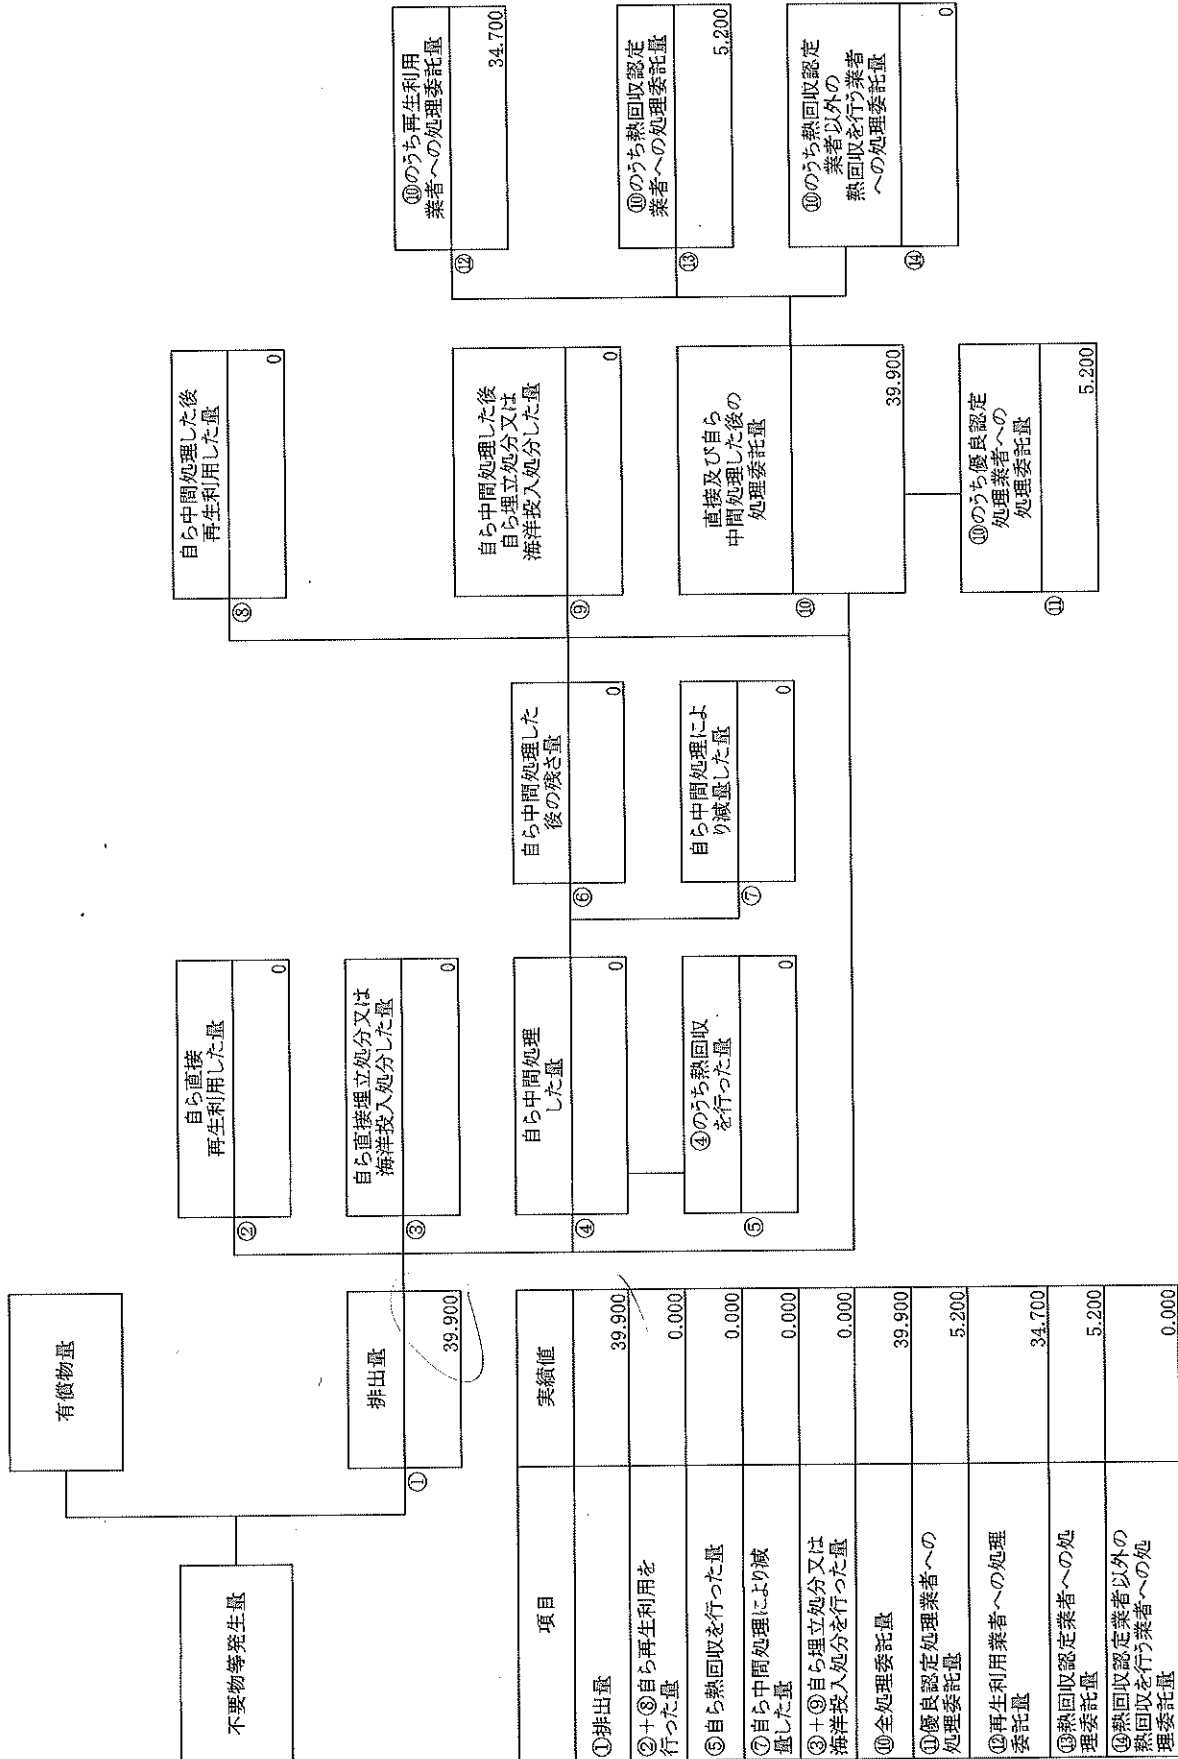 有償物量
不要物等発生量
①
排出量
39.900
②
自ら直接
再生利用した量
0
③
自ら直接埋立処分又は
海洋投入処分した量
0
④
自ら中間処理
した量
0
⑤
④のうち熱回収
を行った量
0
⑥
自ら中間処理した
後の残さ量
0
⑦
自ら中間処理によ
り減量した量
0
⑧
自ら中間処理した後
再生利用した量
0
⑨
自ら中間処理した後
自ら埋立処分又は
海洋投入処分した量
0
⑩
直接及び自ら
中間処理した後の
処理委託量
39.900
⑪
⑩のうち優良認定
処理業者への
処理委託量
5.200
⑫
⑩のうち再生利用
業者への処理委託量
34.700
⑬
⑩のうち熱回収認定
業者への処理委託量
5.200
⑭
⑩のうち熱回収認定
業者以外の
熱回収を行う業者
への処理委託量
0
項目 実績値
①排出量 39.900
②+⑧自ら再生利用を
行った量 0.000
⑤自ら熱回収を行った量 0.000
⑦自ら中間処理により減
量した量 0.000
③+⑨自ら埋立処分又は
海洋投入処分を行った量 0.000
⑩全処理委託量 39.900
⑪優良認定処理業者への
処理委託量 5.200
⑫再生利用業者への処理
委託量 34.700
⑬熱回収認定業者への処
理委託量 5.200
⑭熱回収認定業者以外の
熱回収を行う業者への処
理委託量 0.000